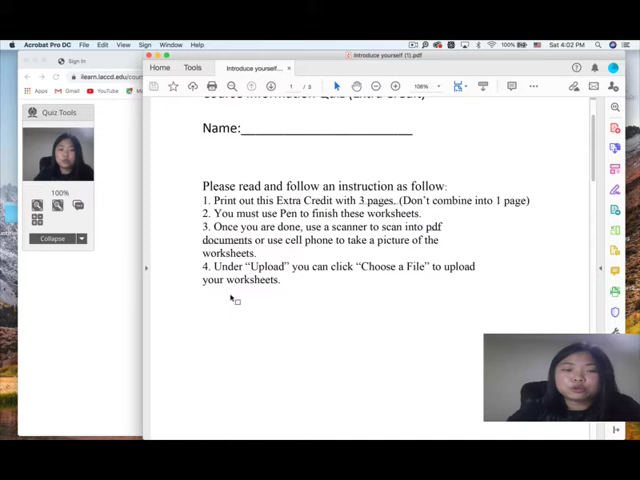 Acrobat Pro DC File Edit View Sign Window Help 100% Sat 4:02 PM
Introduce yourself (1).pdf
Sign in
Home Tools Introduce yourself... ×
ilearn.laccd.edu/cour
1 / 3 106%
Apps Gmail YouTube
Quiz Tools
Name:
100%
Please read and follow an instruction as follow:
1. Print out this Extra Credit with 3 pages. (Don't combine into 1 page)
2. You must use Pen to finish these worksheets.
3. Once you are done, use a scanner to scan into pdf
documents or use cell phone to take a picture of the
worksheets.
Collapse
4. Under “Upload” you can click “Choose a File” to upload
your worksheets.